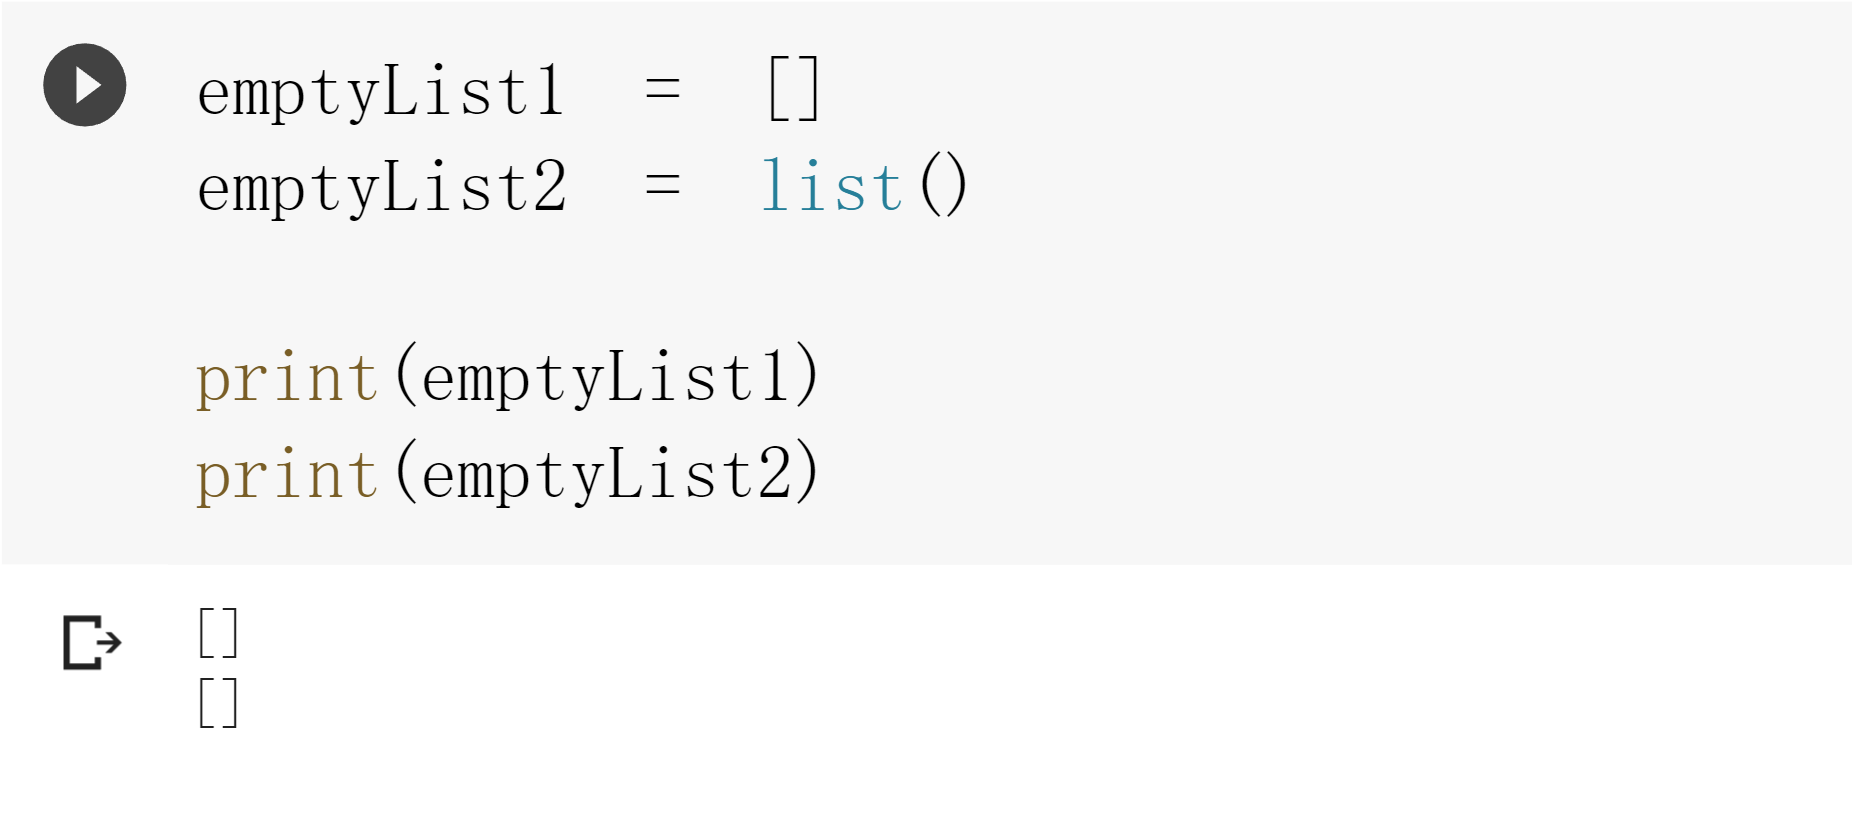 emptyList1 = []
emptyList2 = list()
print(emptyList1)
print(emptyList2)
[]
[]